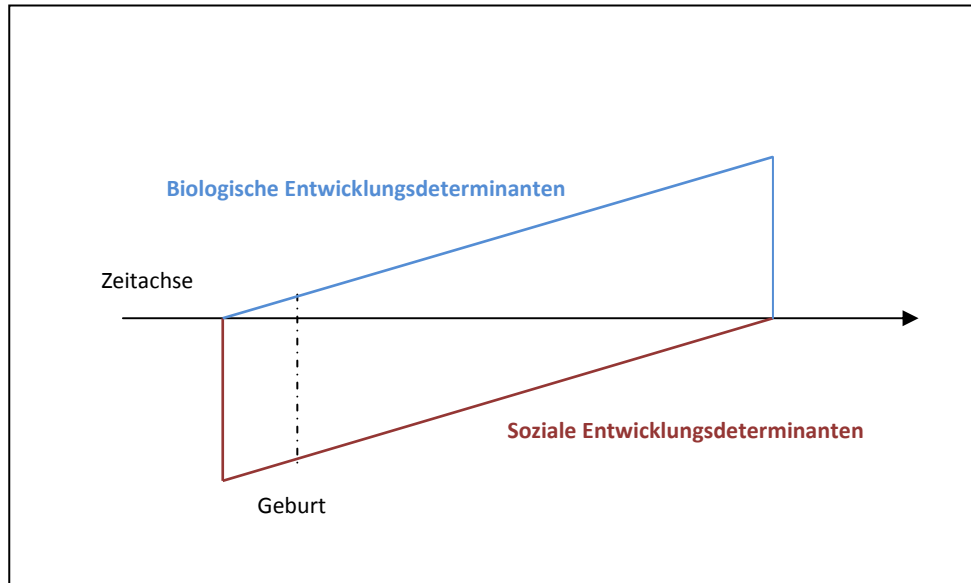 Biologische Entwicklungsdeterminanten
Zeitachse
Soziale Entwicklungsdeterminanten
Geburt